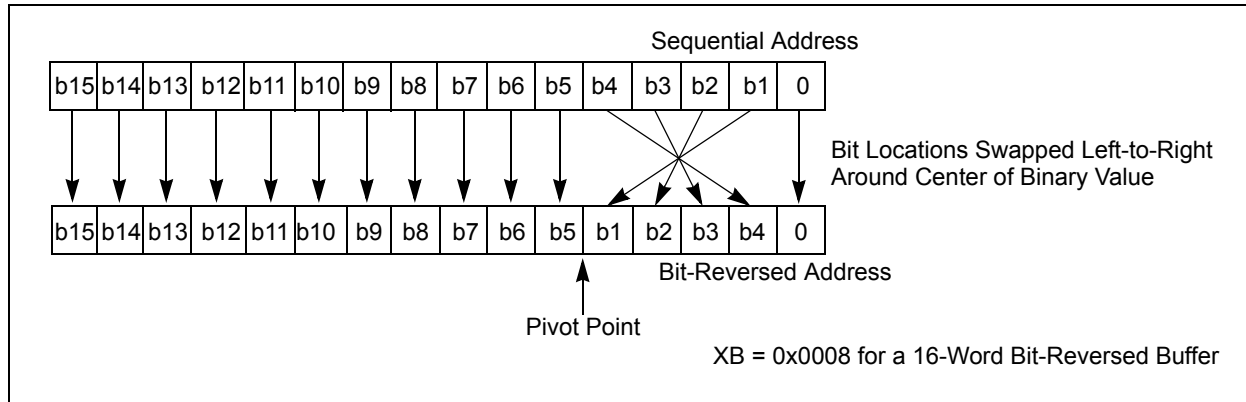 Sequential Address
b15 b14 b13 b12 b11 b10 b9 b8 b7 b6 b5 b4 b3 b2 b1 0
Bit Locations Swapped Left-to-Right
Around Center of Binary Value
b15 b14 b13 b12 b11 b10 b9 b8 b7 b6 b5 b1 b2 b3 b4 0
Bit-Reversed Address
Pivot Point
XB = 0x0008 for a 16-Word Bit-Reversed Buffer